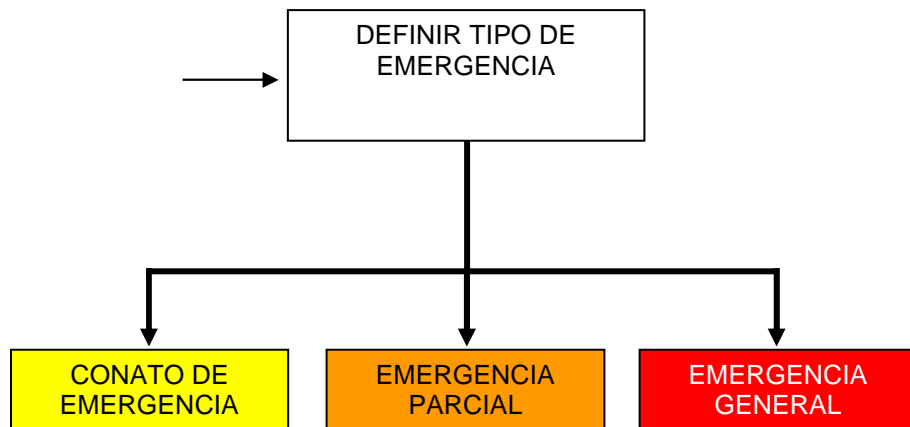 DEFINIR TIPO DE
EMERGENCIA
CONATO DE
EMERGENCIA
EMERGENCIA
PARCIAL
EMERGENCIA
GENERAL